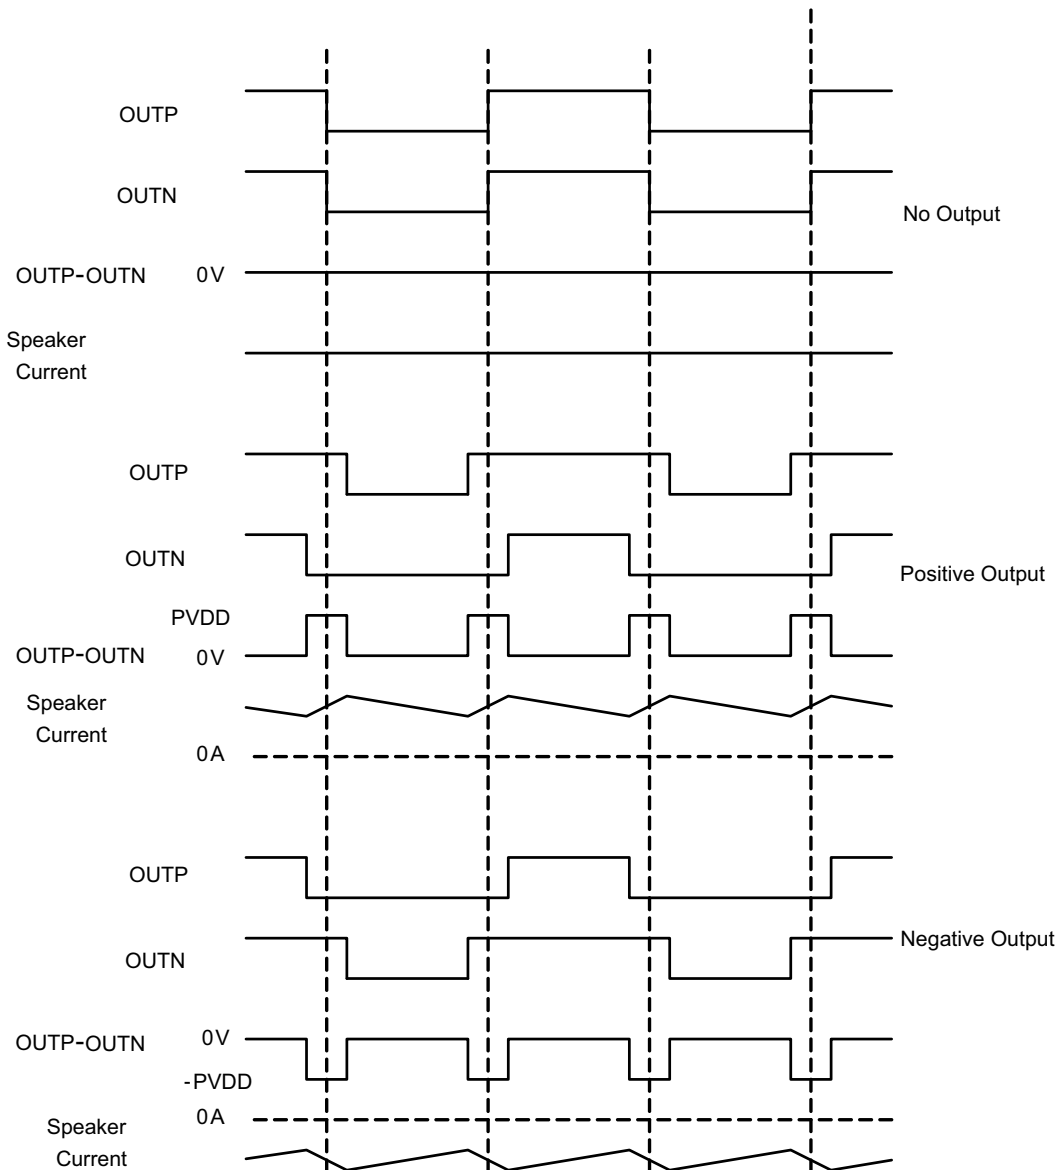 OUTP
OUTN
No Output
OUTP-OUTN 0V
Speaker
Current
OUTP
OUTN
Positive Output
PVDD
OUTP-OUTN 0V
Speaker
Current
0A
OUTP
Negative Output
OUTN
OUTP-OUTN 0V
-PVDD
0A
Speaker
Current